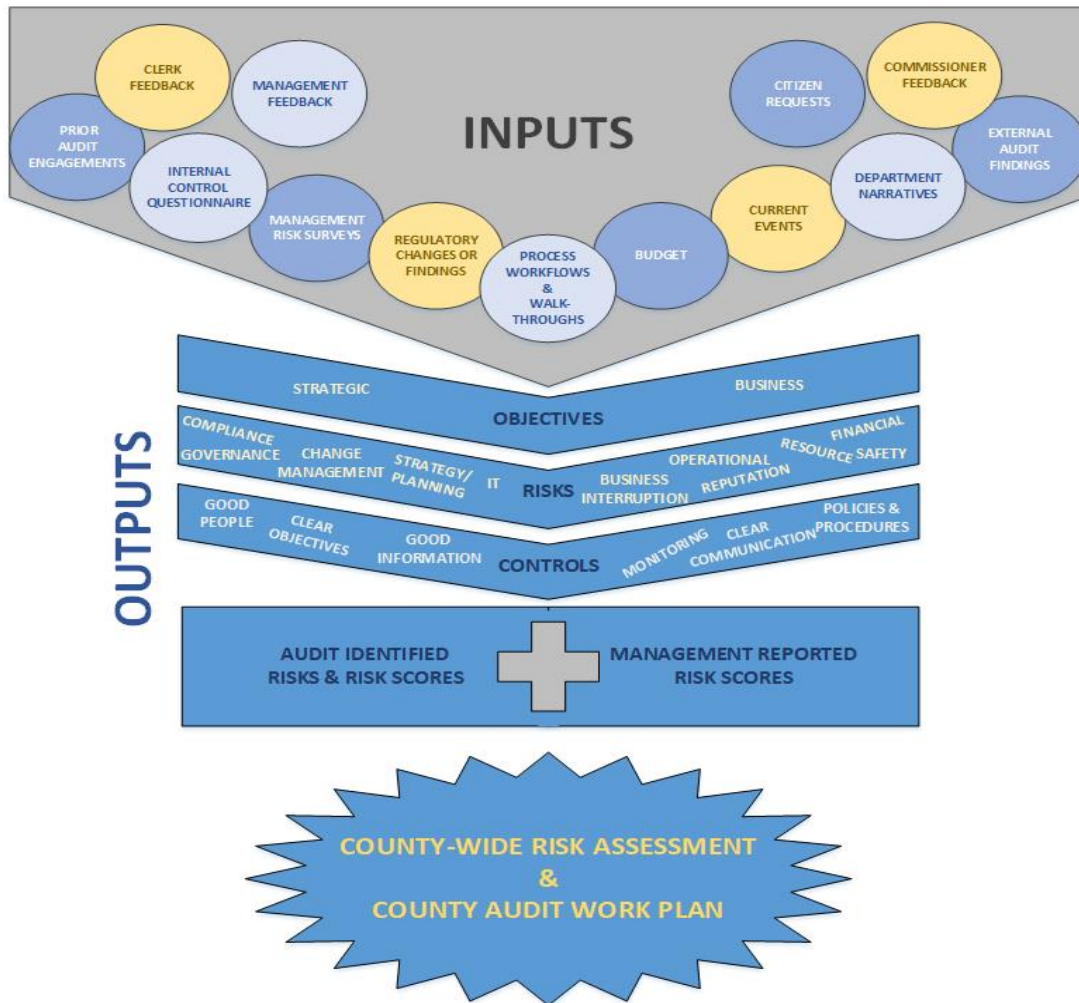 CLERK
FEEDBACK
MANAGEMENT
FEEDBACK
CITIZEN
REQUESTS
COMMISSIONER
FEEDBACK
PRIOR
AUDIT
ENGAGEMENTS
INPUTS
EXTERNAL
AUDIT
FINDINGS
INTERNAL
CONTROL
QUESTIONNAIRE
DEPARTMENT
NARRATIVES
MANAGEMENT
RISK SURVEYS
CURRENT
EVENTS
REGULATORY
CHANGES OR
FINDINGS
PROCESS
WORKFLOWS
&
WALK-
THROUGHS
BUDGET
OUTPUTS
STRATEGIC
BUSINESS
OBJECTIVES
COMPLIANCE
GOVERNANCE
CHANGE
MANAGEMENT
STRATEGY/
PLANNING
IT
RISKS
BUSINESS
INTERRUPTION
OPERATIONAL
REPUTATION
RESOURCE
FINANCIAL
SAFETY
GOOD
PEOPLE
CLEAR
OBJECTIVES
GOOD
INFORMATION
CONTROLS
MONITORING
CLEAR
COMMUNICATION
POLICIES &
PROCEDURES
AUDIT IDENTIFIED
RISKS & RISK SCORES
MANAGEMENT REPORTED
RISK SCORES
COUNTY-WIDE RISK ASSESSMENT
&
COUNTY AUDIT WORK PLAN